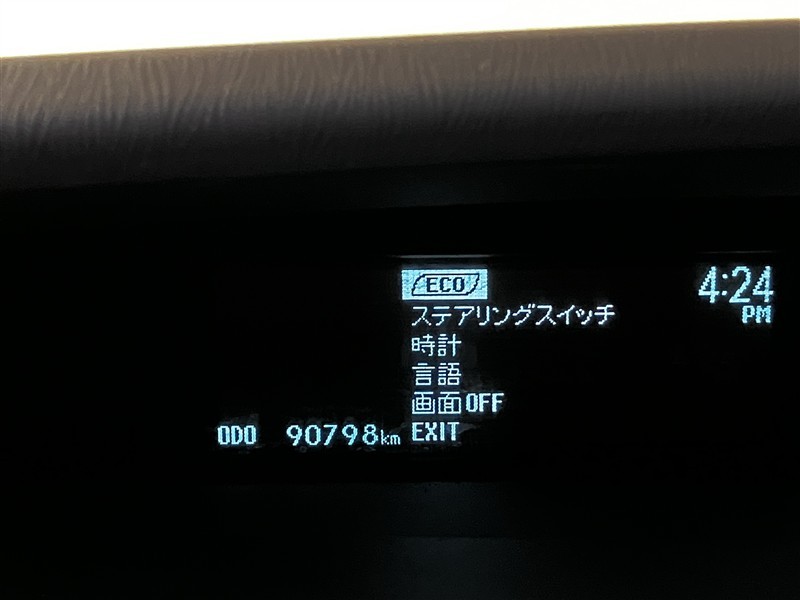 ECO
4:24
PM
ステアリングスイッチ
時計
言語
画面OFF
EXIT
ODO 90798km